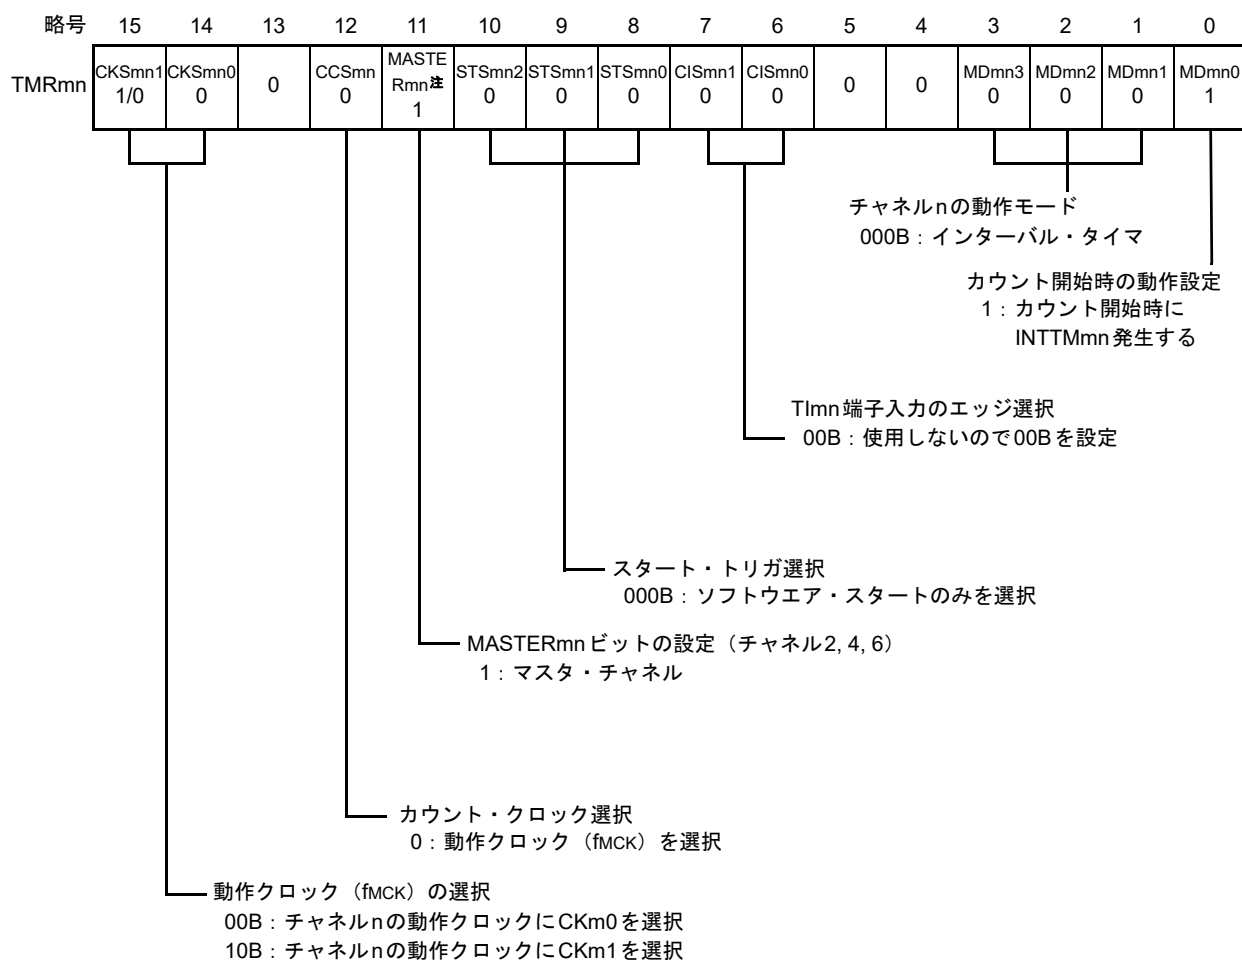 略号 15 14 13 12 11 10 9 8 7 6 5 4 3 2 1 0
TMRmn CKSmn1 1/0 CKSmn0 0 0 CCSmn 0 MASTERmn注 1 STSmn2 0 STSmn1 0 STSmn0 0 CISmn1 0 CISmn0 0 0 0 MDmn3 0 MDmn2 0 MDmn1 0 MDmn0 1
チャネルnの動作モード
000B：インターバル・タイマ
カウント開始時の動作設定
1：カウント開始時に
INTTMmn発生する
TImn端子入力のエッジ選択
00B：使用しないので00Bを設定
スタート・トリガ選択
000B：ソフトウエア・スタートのみを選択
MASTERmnビットの設定（チャネル2, 4, 6）
1：マスタ・チャネル
カウント・クロック選択
0：動作クロック（fMCK）を選択
動作クロック（fMCK）の選択
00B：チャネルnの動作クロックにCKm0を選択
10B：チャネルnの動作クロックにCKm1を選択